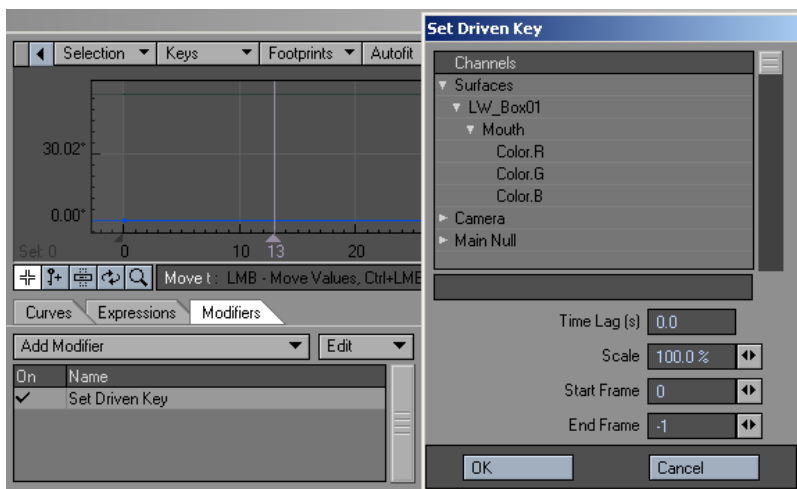 Selection Keys Footprints Autofit
30.02°
0.00°
Sel: 0 0 10 13 20
Move t : LMB - Move Values, Ctrl+LME
Curves Expressions Modifiers
Add Modifier Edit
On Name
Set Driven Key
Set Driven Key
Channels
Surfaces
LW_Box01
Mouth
Color.R
Color.G
Color.B
Camera
Main Null
Time Lag (s) 0.0
Scale 100.0 %
Start Frame 0
End Frame -1
OK Cancel